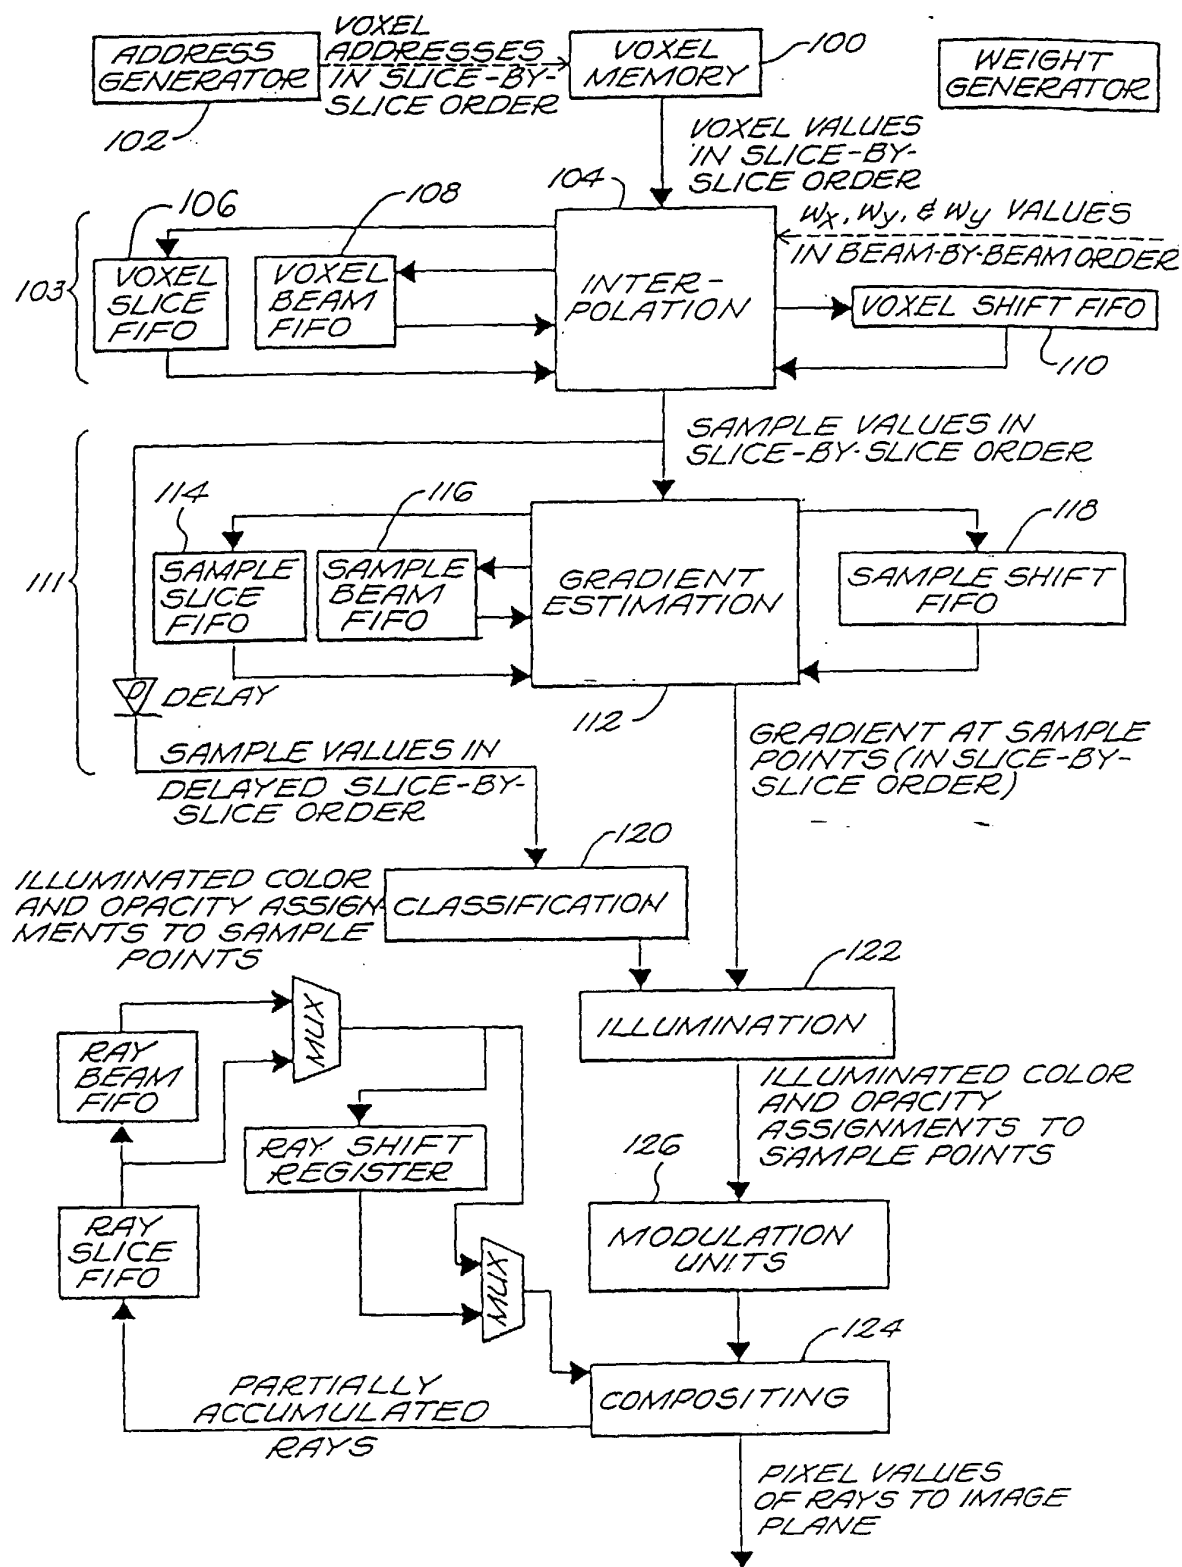 ADDRESS
GENERATOR
102
VOXEL
ADDRESSES
IN SLICE-BY-
SLICE ORDER
VOXEL
MEMORY
100
WEIGHT
GENERATOR
VOXEL VALUES
IN SLICE-BY-
SLICE ORDER
103
106
VOXEL
SLICE
FIFO
108
VOXEL
BEAM
FIFO
104
INTER-
POLATION
Wx, Wy, & Wy VALUES
IN BEAM-BY-BEAM ORDER
VOXEL SHIFT FIFO
110
SAMPLE VALUES IN
SLICE-BY-SLICE ORDER
111
114
SAMPLE
SLICE
FIFO
116
SAMPLE
BEAM
FIFO
GRADIENT
ESTIMATION
112
118
SAMPLE SHIFT
FIFO
D
DELAY
SAMPLE VALUES IN
DELAYED SLICE-BY-
SLICE ORDER
GRADIENT AT SAMPLE
POINTS (IN SLICE-BY-
SLICE ORDER)
120
CLASSIFICATION
ILLUMINATED COLOR
AND OPACITY ASSIGN-
MENTS TO SAMPLE
POINTS
122
ILLUMINATION
MUX
RAY
BEAM
FIFO
RAY SHIFT
REGISTER
RAY
SLICE
FIFO
MUX
ILLUMINATED COLOR
AND OPACITY
ASSIGNMENTS TO
SAMPLE POINTS
126
MODULATION
UNITS
124
COMPOSITING
PARTIALLY
ACCUMULATED
RAYS
PIXEL VALUES
OF RAYS TO IMAGE
PLANE